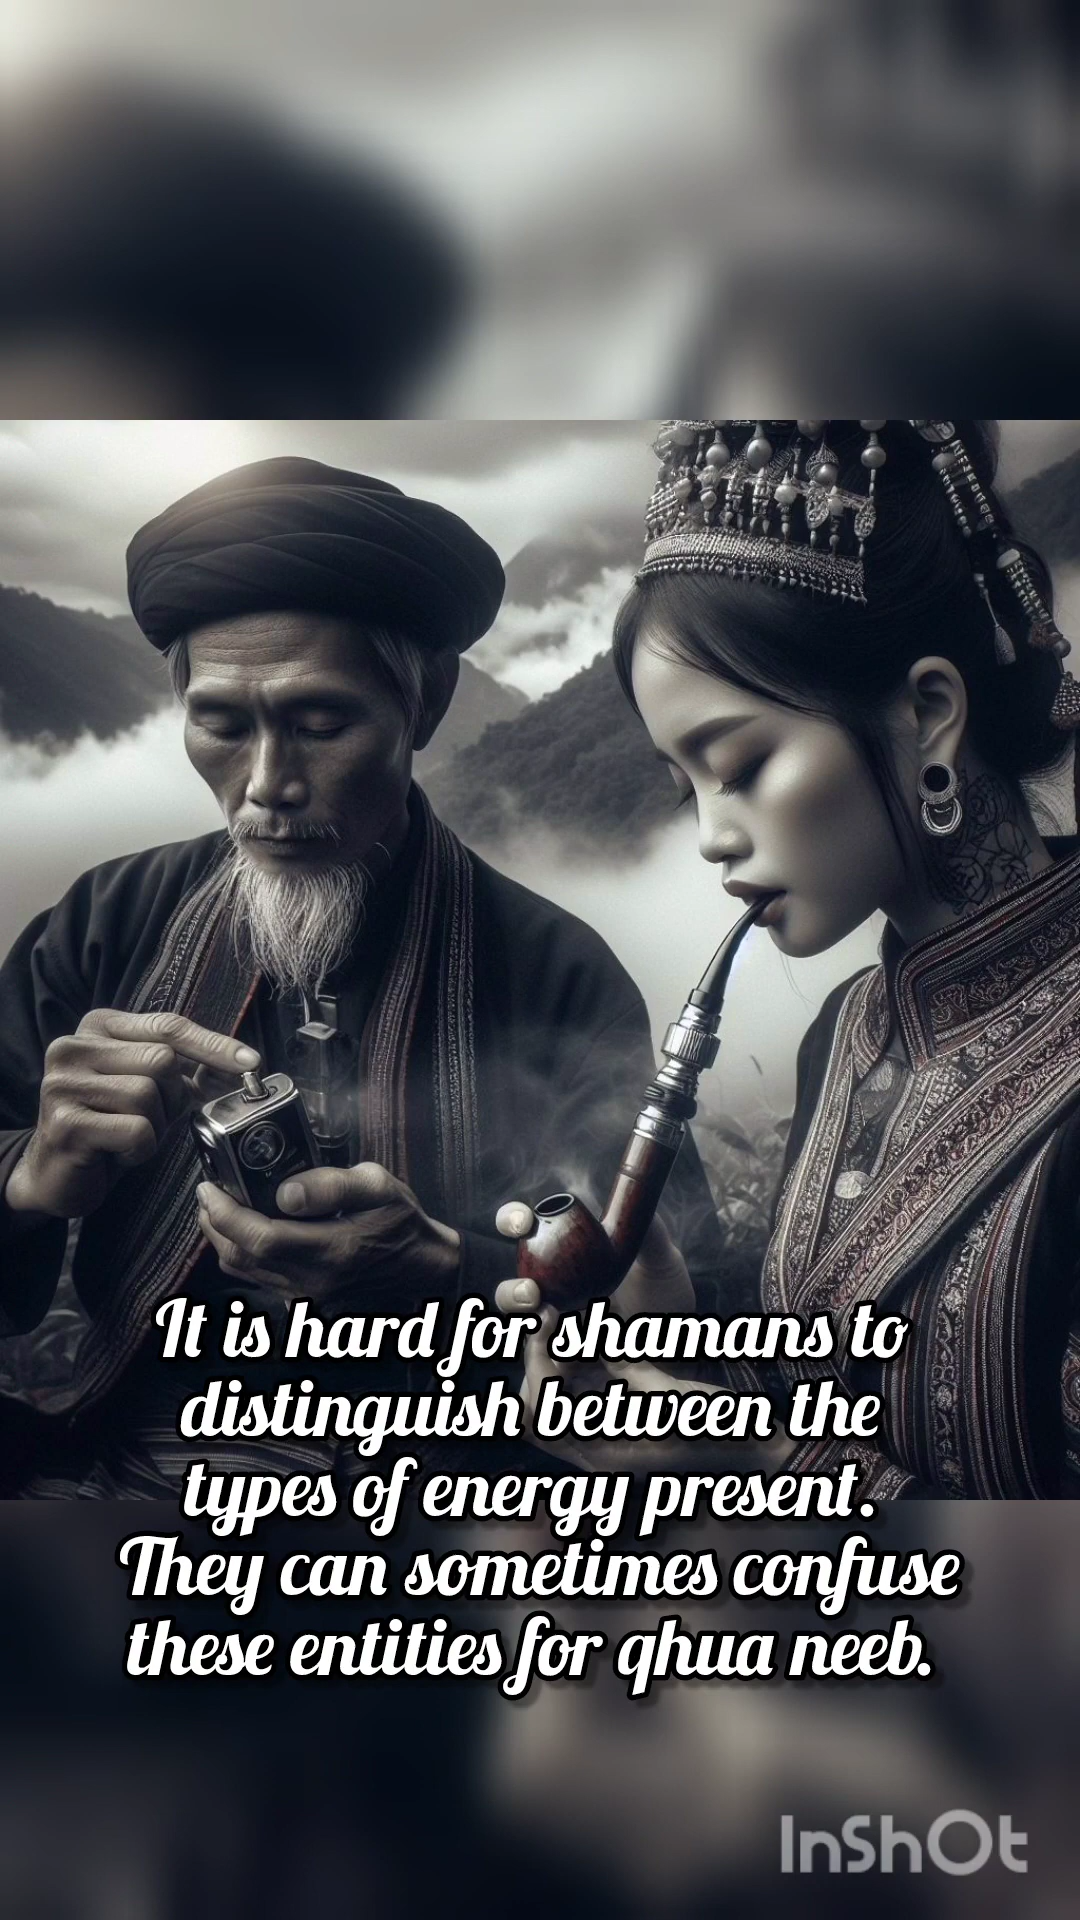 It is hard for shamans to
distinguish between the
types of energy present.
They can sometimes confuse
these entities for qhua neeb.
InShOt